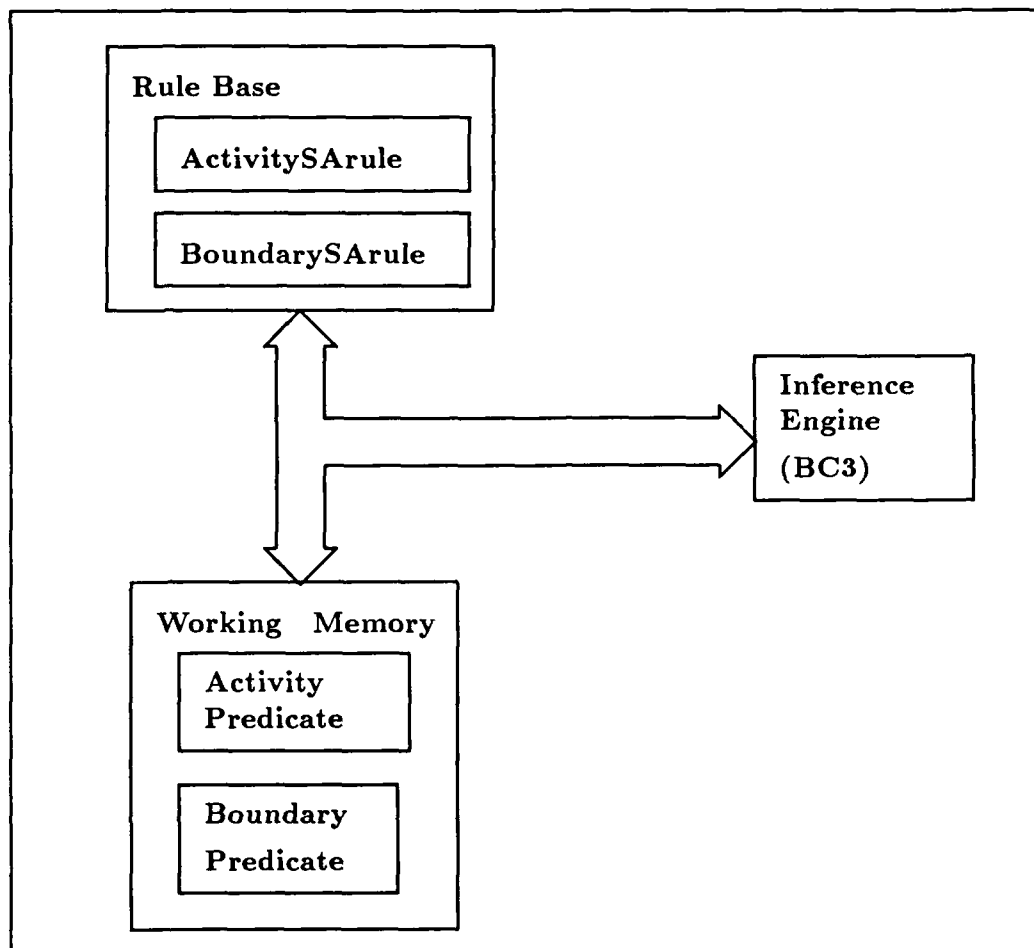 Rule Base
ActivitySArule
BoundarySArule
Inference
Engine
(BC3)
Working Memory
Activity
Predicate
Boundary
Predicate